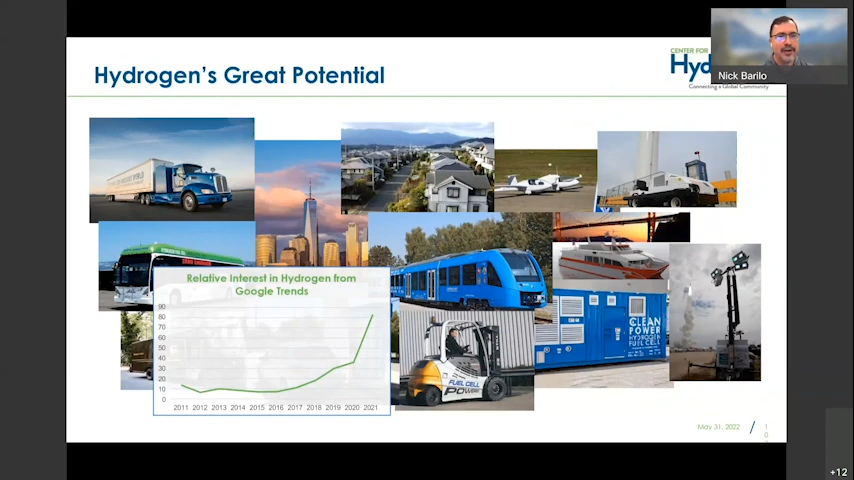 Hydrogen's Great Potential
CENTER FOR
Hyd
Connecting a Global Community
Nick Barilo
Relative Interest in Hydrogen from
Google Trends
90
80
70
60
50
40
30
20
10
0
2011 2012 2013 2014 2015 2016 2017 2018 2019 2020 2021
FUEL CELL
POWER
CLEAN
POWER
HYDROGEN
FUEL CELL
May 31, 2022
1
0
+12